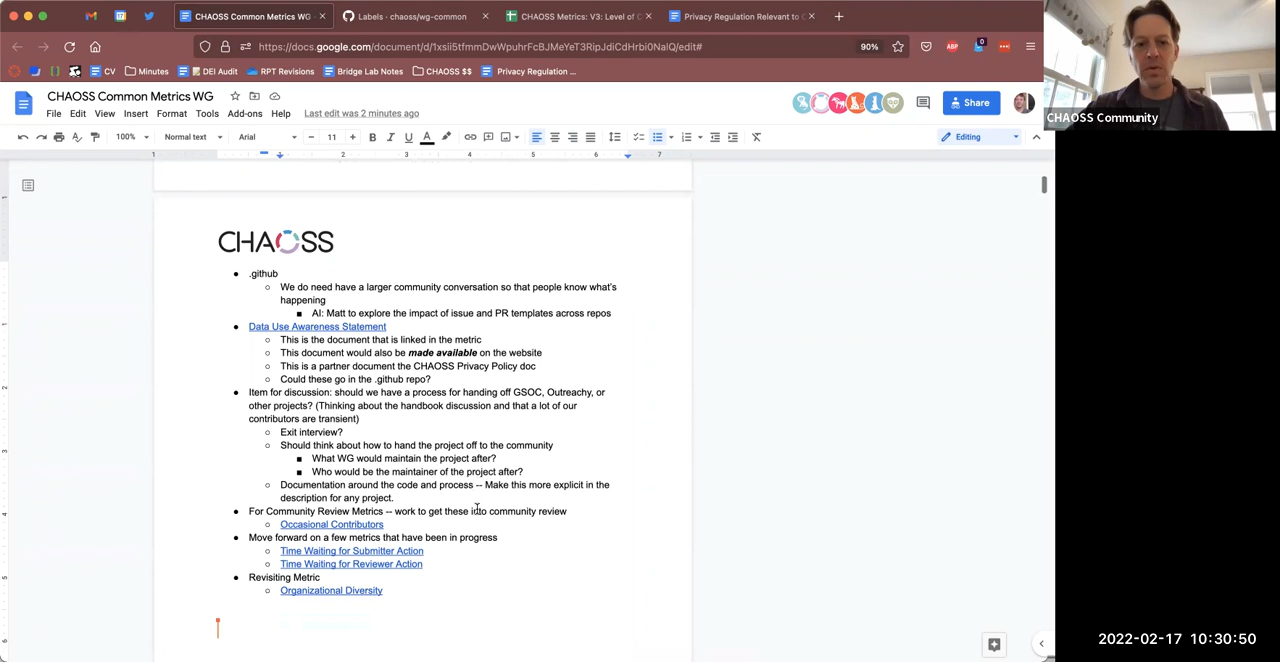 CHAOSS Common Metrics WG -
Labels · chaoss/wg-common
CHAOSS Metrics: V3: Level of C
Privacy Regulation Relevant to C
https://docs.google.com/document/d/1xsii5tfmmDwWpuhrFcBJMeYeT3RipJdiCdHrbi0NalQ/edit#
90%
ABP
0
CV
Minutes
DEI Audit
RPT Revisions
Bridge Lab Notes
CHAOSS $$
Privacy Regulation ...
CHAOSS Common Metrics WG
File Edit View Insert Format Tools Add-ons Help Last edit was 2 minutes ago
Share
100% Normal text Arial 11 B I U A Editing
1 1 2 3 4 5 6 7
CHAOSS
.github
We do need have a larger community conversation so that people know what's
happening
AI: Matt to explore the impact of issue and PR templates across repos
Data Use Awareness Statement
This is the document that is linked in the metric
This document would also be made available on the website
This is a partner document the CHAOSS Privacy Policy doc
Could these go in the .github repo?
Item for discussion: should we have a process for handing off GSOC, Outreachy, or
other projects? (Thinking about the handbook discussion and that a lot of our
contributors are transient)
Exit interview?
Should think about how to hand the project off to the community
What WG would maintain the project after?
Who would be the maintainer of the project after?
Documentation around the code and process -- Make this more explicit in the
description for any project.
For Community Review Metrics -- work to get these into community review
Occasional Contributors
Move forward on a few metrics that have been in progress
Time Waiting for Submitter Action
Time Waiting for Reviewer Action
Revisiting Metric
Organizational Diversity
CHAOSS Community
2022-02-17 10:30:50